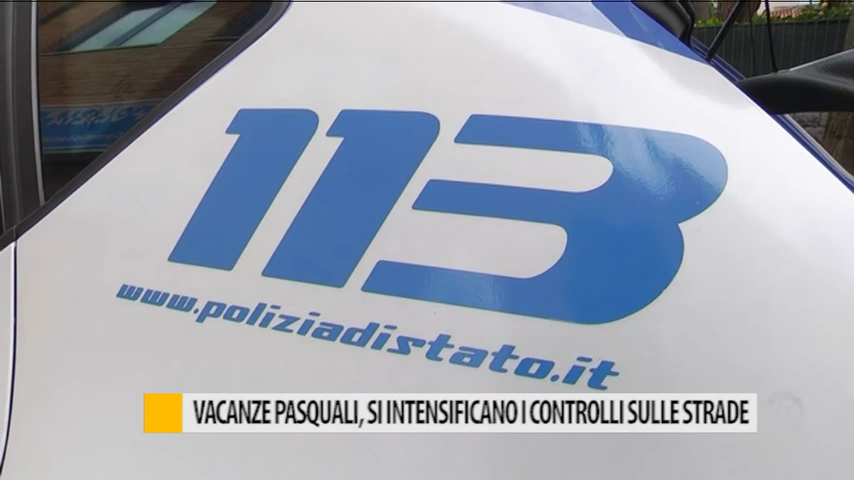 113
www.poliziadistato.it
VACANZE PASQUALI, SI INTENSIFICANO I CONTROLLI SULLE STRADE